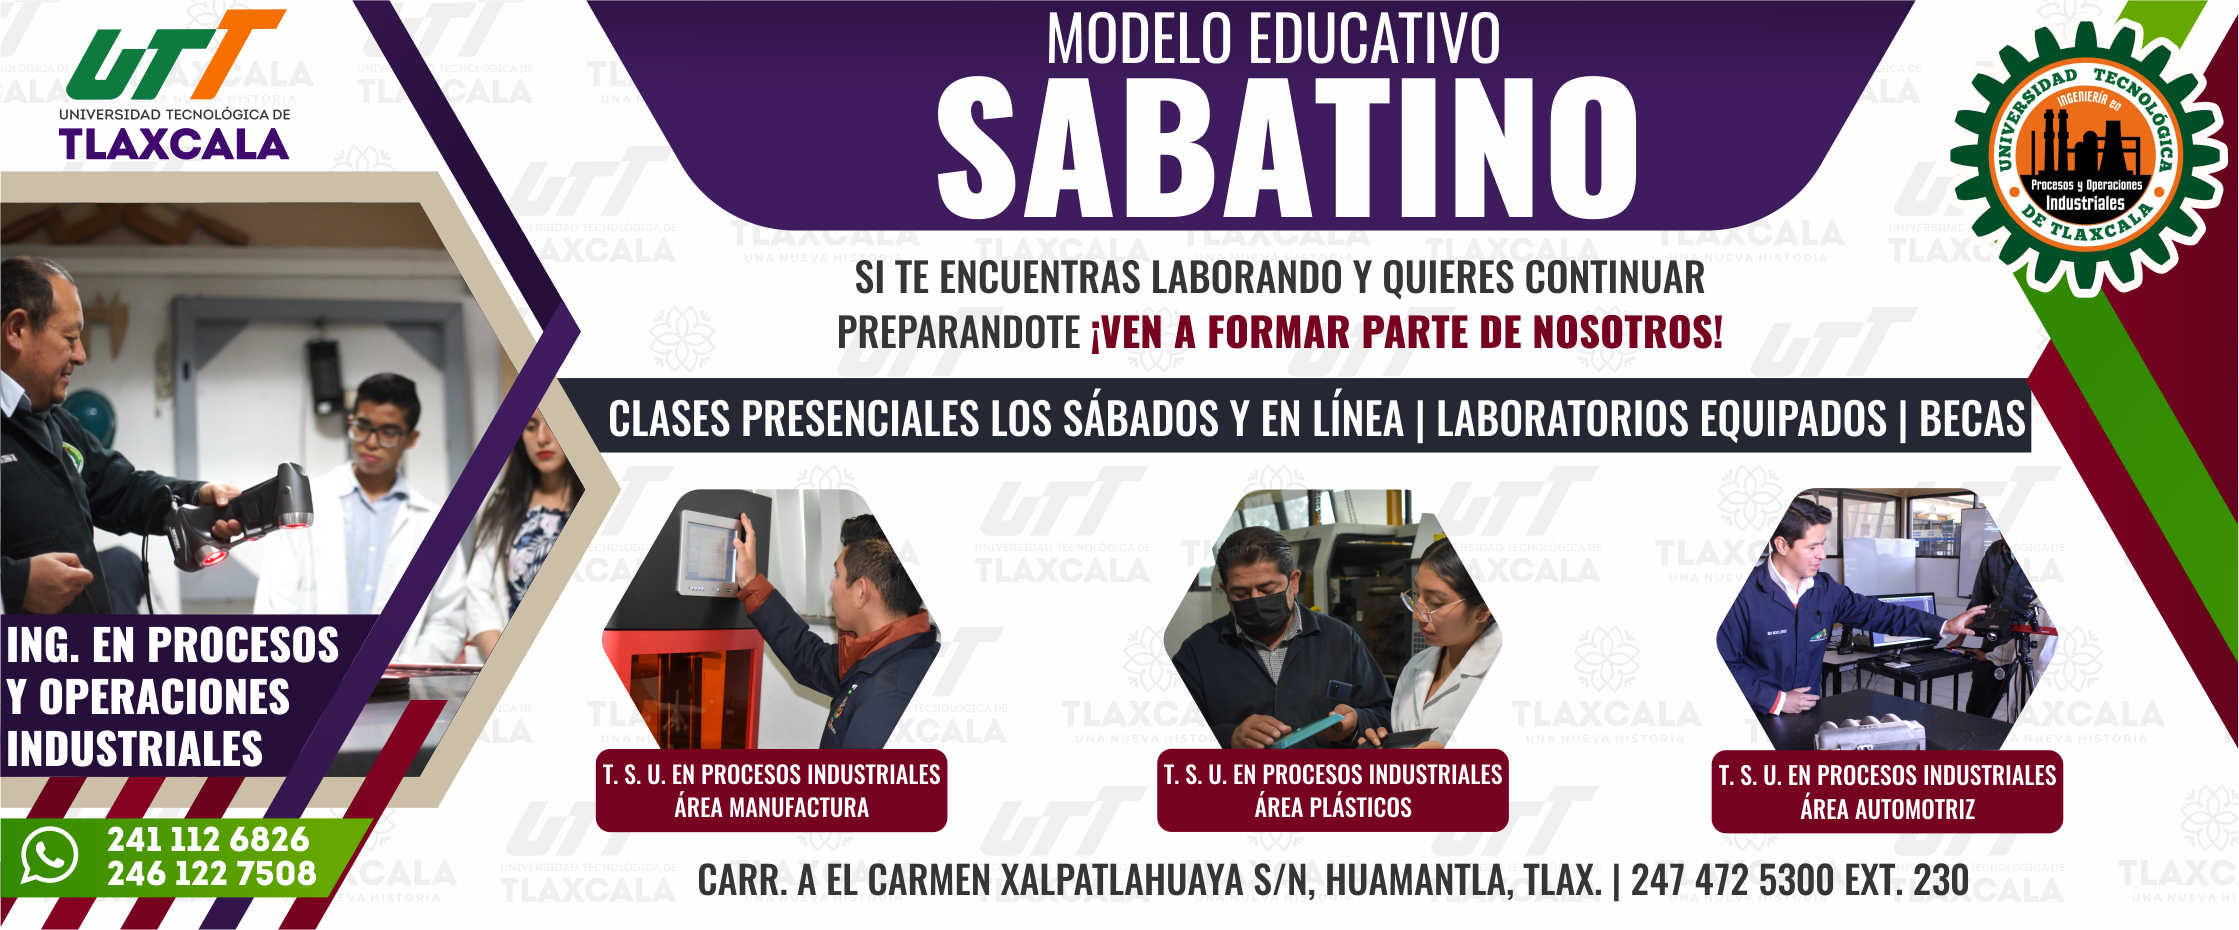 UTT
UNIVERSIDAD TECNOLÓGICA DE
TLAXCALA
MODELO EDUCATIVO
SABATINO
UNIVERSIDAD TECNOLÓGICA
INGENIERÍA en
Procesos y Operaciones
Industriales
DE TLAXCALA
SI TE ENCUENTRAS LABORANDO Y QUIERES CONTINUAR
PREPARANDOTE ¡VEN A FORMAR PARTE DE NOSOTROS!
CLASES PRESENCIALES LOS SÁBADOS Y EN LÍNEA | LABORATORIOS EQUIPADOS | BECAS
ING. EN PROCESOS
Y OPERACIONES
INDUSTRIALES
T. S. U. EN PROCESOS INDUSTRIALES
ÁREA MANUFACTURA
T. S. U. EN PROCESOS INDUSTRIALES
ÁREA PLÁSTICOS
T. S. U. EN PROCESOS INDUSTRIALES
ÁREA AUTOMOTRIZ
241 112 6826
246 122 7508
CARR. A EL CARMEN XALPATLAHUAYA S/N, HUAMANTLA, TLAX. | 247 472 5300 EXT. 230